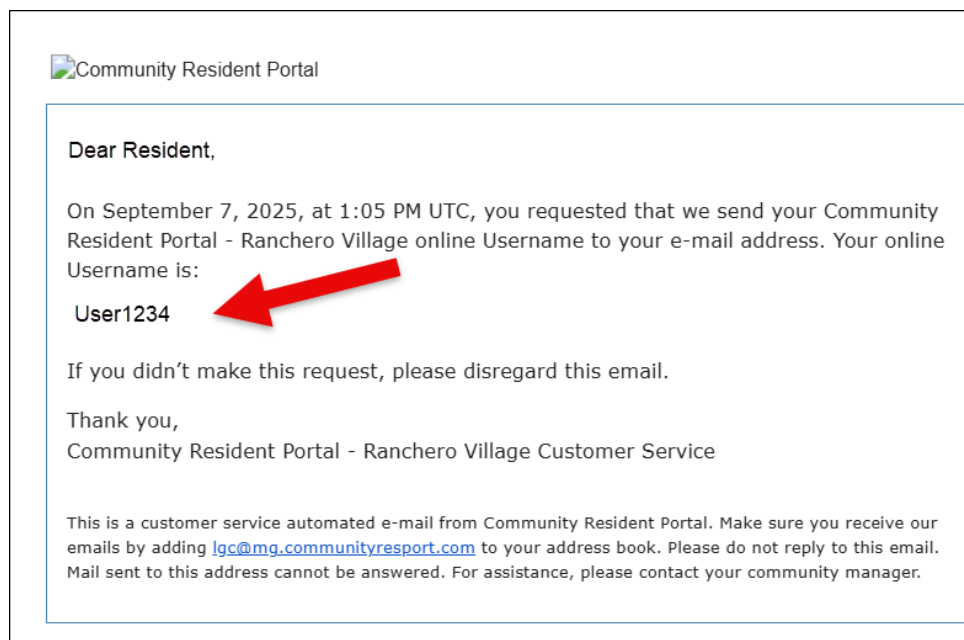 Community Resident Portal
Dear Resident,
On September 7, 2025, at 1:05 PM UTC, you requested that we send your Community
Resident Portal - Ranchero Village online Username to your e-mail address. Your online
Username is:
User1234
If you didn’t make this request, please disregard this email.
Thank you,
Community Resident Portal - Ranchero Village Customer Service
This is a customer service automated e-mail from Community Resident Portal. Make sure you receive our
emails by adding lgc@mg.communityresport.com to your address book. Please do not reply to this email.
Mail sent to this address cannot be answered. For assistance, please contact your community manager.